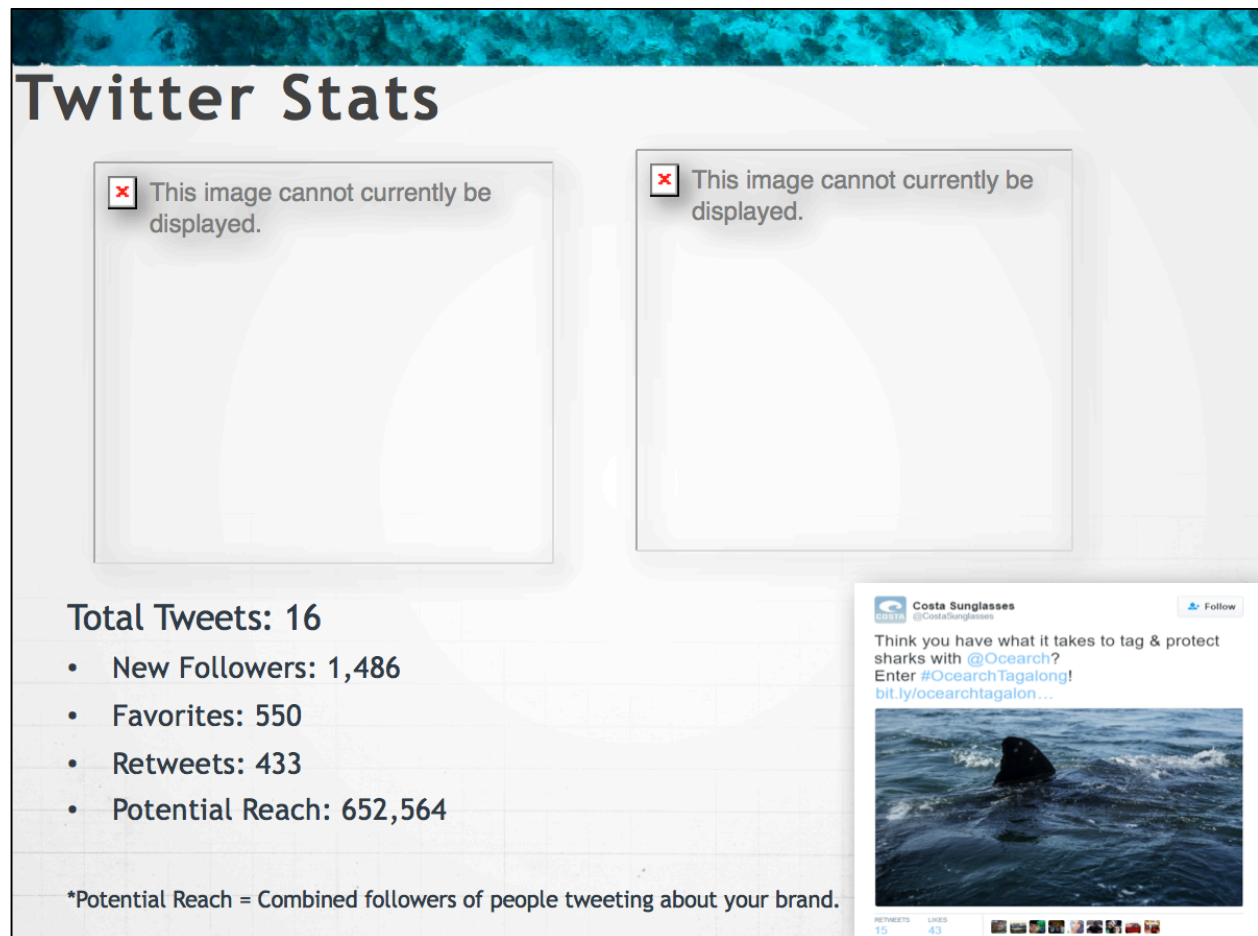 Twitter Stats
This image cannot currently be
displayed.
This image cannot currently be
displayed.
Total Tweets: 16
• New Followers: 1,486
• Favorites: 550
• Retweets: 433
• Potential Reach: 652,564
*Potential Reach = Combined followers of people tweeting about your brand.
COSTA
Costa Sunglasses
@CostaSunglasses
Follow
Think you have what it takes to tag & protect
sharks with @Ocearch?
Enter #OcearchTagalong!
bit.ly/ocearchtagalon…
RETWEETS LIKES
15 43